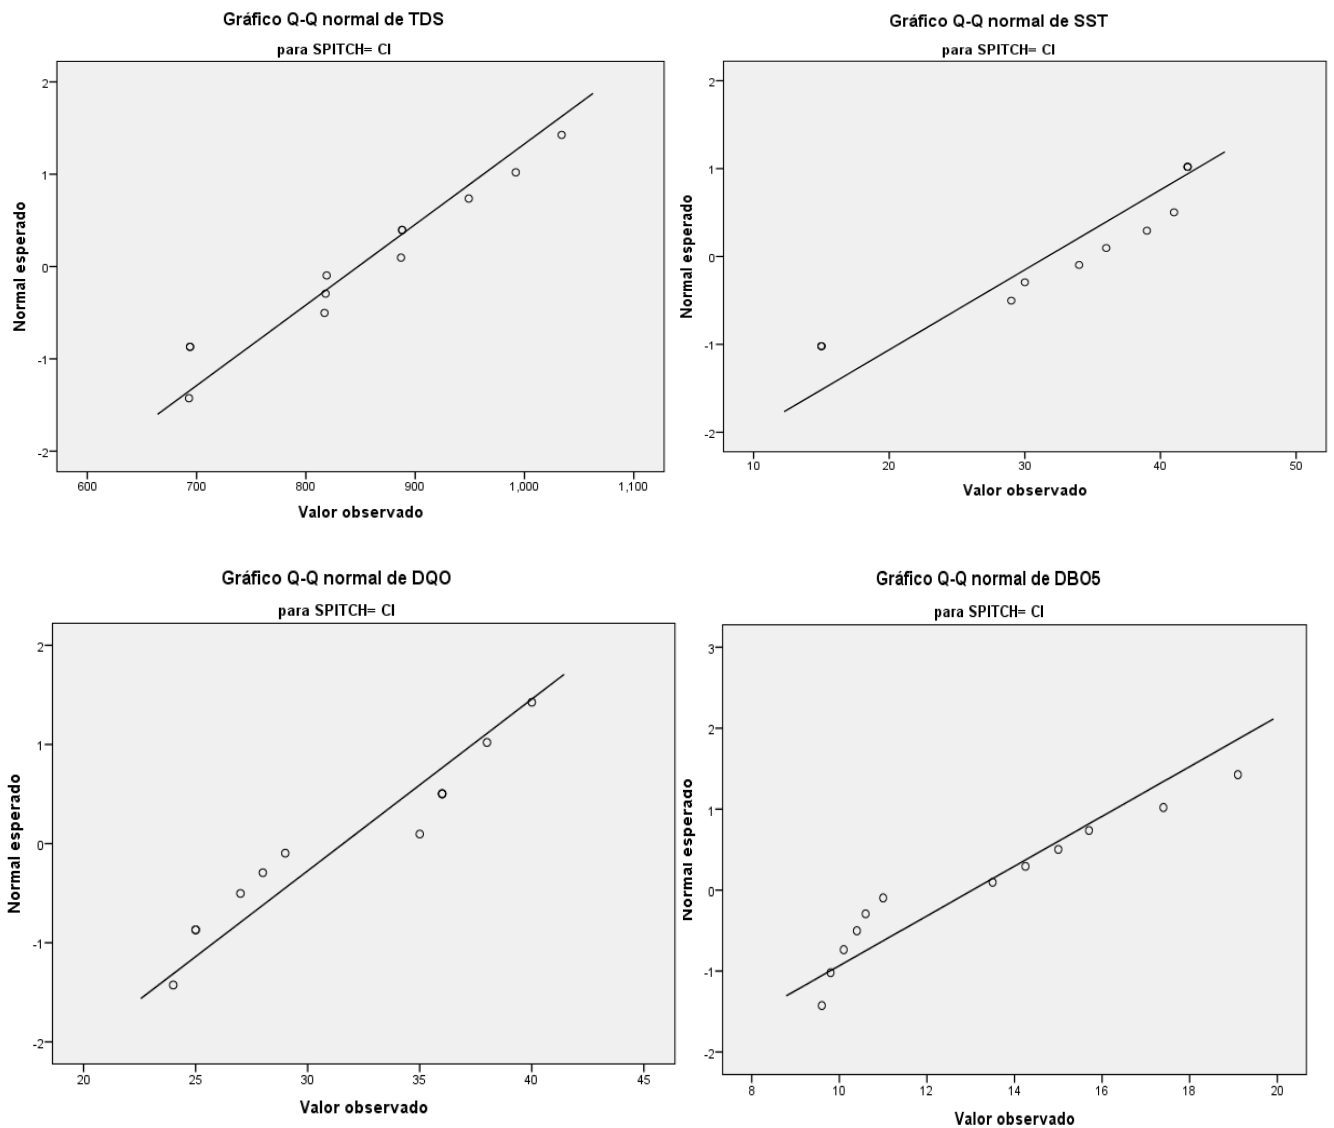 Gráfico Q-Q normal de TDS
para SPITCH= CI
Normal esperado
2
1
0
-1
-2
600 700 800 900 1,000 1,100
Valor observado
Gráfico Q-Q normal de SST
para SPITCH= CI
Normal esperado
2
1
0
-1
-2
10 20 30 40 50
Valor observado
Gráfico Q-Q normal de DQO
para SPITCH= CI
Normal esperado
2
1
0
-1
-2
20 25 30 35 40 45
Valor observado
Gráfico Q-Q normal de DBO5
para SPITCH= CI
Normal esperado
3
2
1
0
-1
-2
8 10 12 14 16 18 20
Valor observado